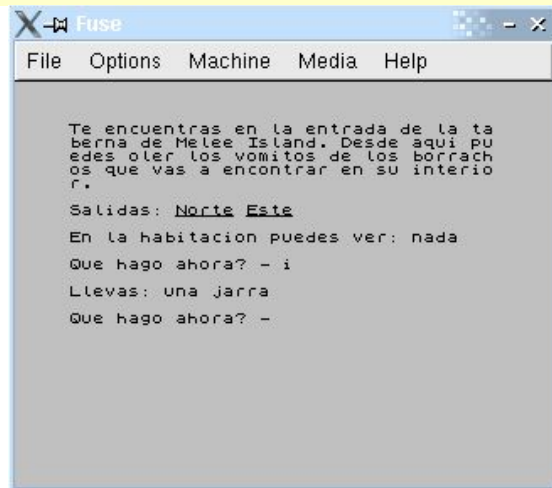 Fuse
File Options Machine Media Help
Te encuentras en la entrada de la ta
berna de Melee Island. Desde aqui pu
edes oler los vomitos de los borrach
os que vas a encontrar en su interio
r.
Salidas: Norte Este
En la habitacion puedes ver: nada
Que hago ahora? - i
Llevas: una jarra
Que hago ahora? -